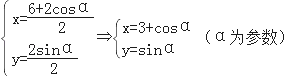 {x=(6+2cosα)/2 ⇒ {x=3+cosα
y=2sinα/2 y=sinα (α为参数)